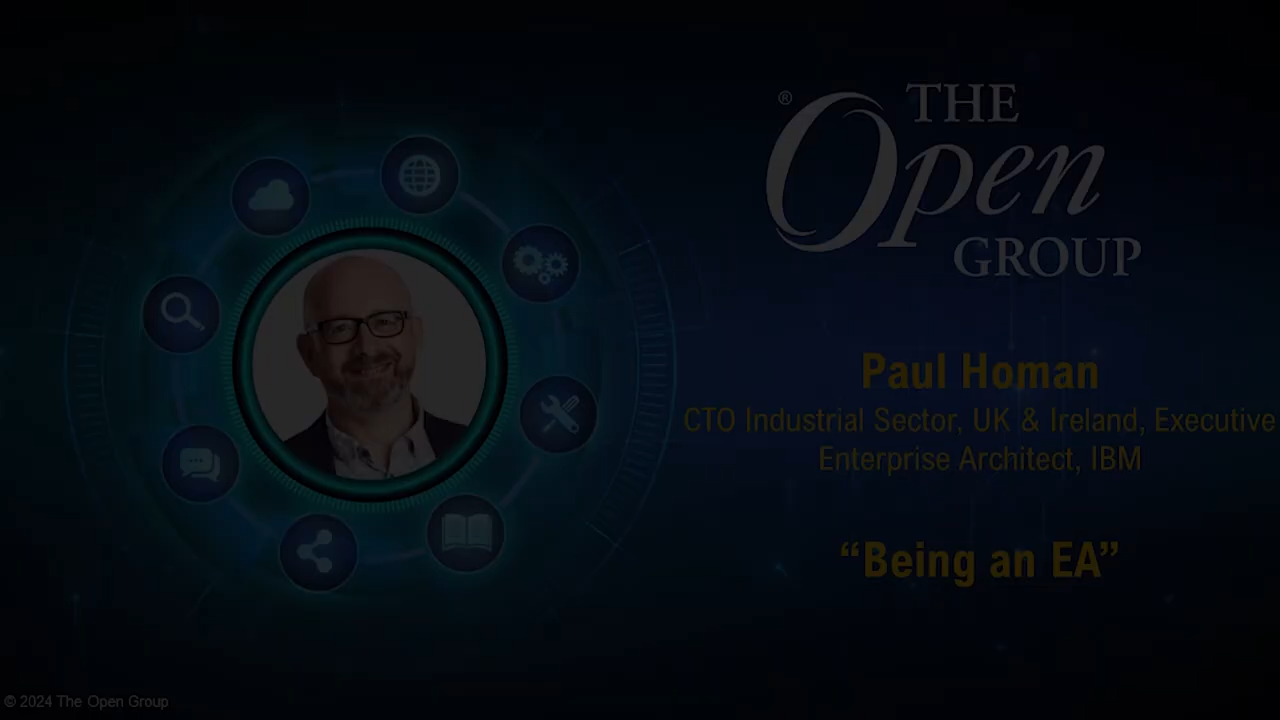 ®
THE
Open
GROUP
Paul Homan
CTO Industrial Sector, UK & Ireland, Executive
Enterprise Architect, IBM
“Being an EA”
© 2024 The Open Group